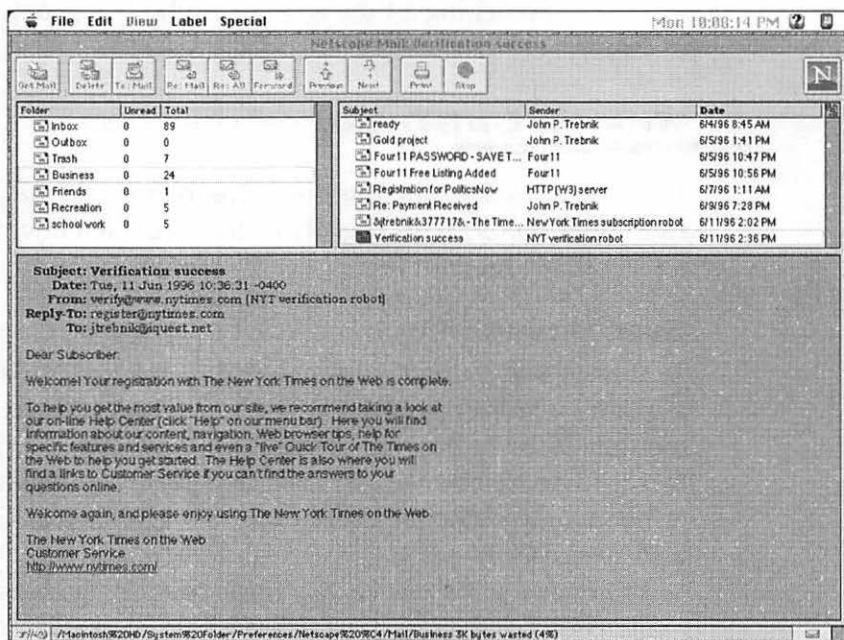 File Edit View Label Special Mon 10:08:14 PM
Netscape Mail: Verification success
Get Mail Delete To: Mail Re: Mail Re: All Forward Previous Next Print Stop N
Folder Unread Total
Inbox 0 89
Outbox 0 0
Trash 0 7
Business 0 24
Friends 0 1
Recreation 0 5
school work 0 5
Subject Sender Date
ready John P. Trebnik 6/4/96 8:45 AM
Gold project John P. Trebnik 6/5/96 1:41 PM
Four11 PASSWORD - SAVE T... Four11 6/5/96 10:47 PM
Four11 Free Listing Added Four11 6/5/96 10:56 PM
Registration for PoliticsNow HTTP(W3) server 6/7/96 1:11 AM
Re: Payment Received John P. Trebnik 6/9/96 7:28 PM
&jtrebnik&377717& - The Time... New York Times subscription robot 6/11/96 2:02 PM
Verification success NYT verification robot 6/11/96 2:36 PM
Subject: Verification success
Date: Tue, 11 Jun 1996 10:36:31 -0400
From: verify@www.nytimes.com (NYT verification robot)
Reply-To: register@nytimes.com
To: jtrebnik@iquest.net
Dear Subscriber:
Welcome! Your registration with The New York Times on the Web is complete.
To help you get the most value from our site, we recommend taking a look at
our on-line Help Center (click "Help" on our menu bar). Here you will find
information about our content, navigation, Web browser tips, help for
specific features and services and even a "live" Quick Tour of The Times on
the Web to help you get started. The Help Center is also where you will
find a links to Customer Service if you can't find the answers to your
questions online.
Welcome again, and please enjoy using The New York Times on the Web.
The New York Times on the Web
Customer Service
http://www.nytimes.com/
/Macintosh%20HD/System%20Folder/Preferences/Netscape%20%C4/Mail/Business 3K bytes wasted (4%)